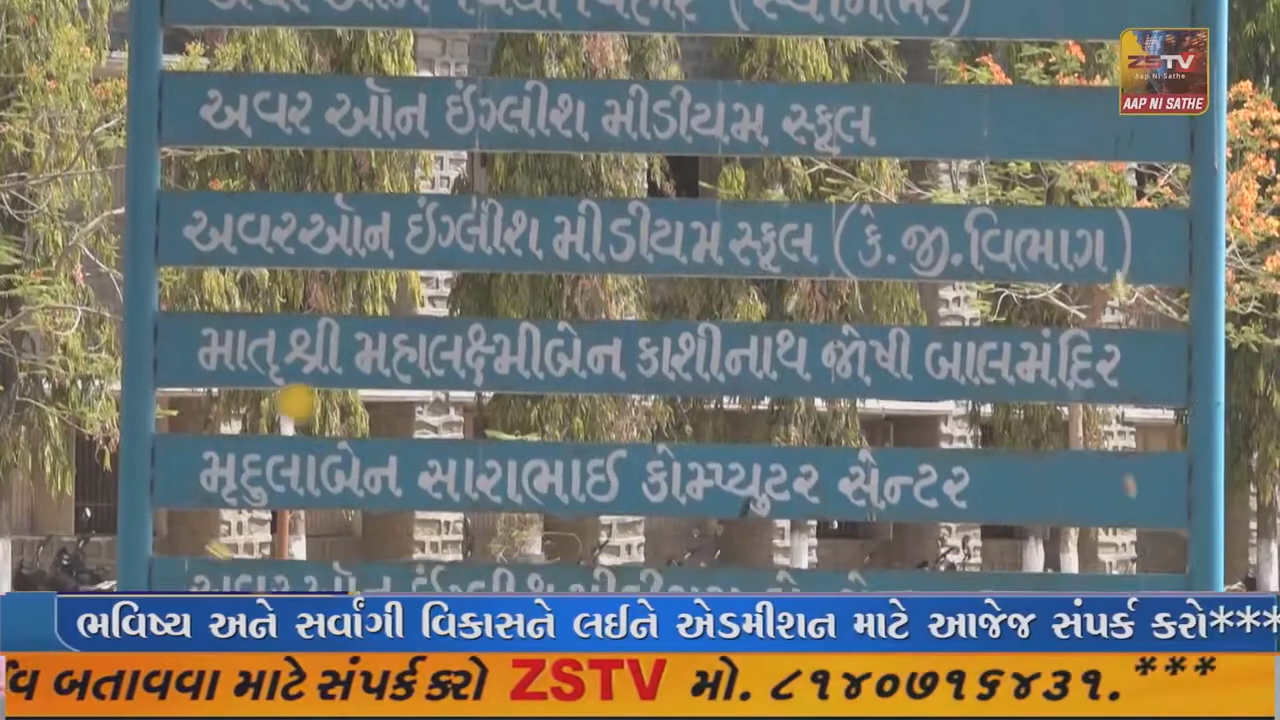 અવર ઓન ઇંગ્લીશ મીડીયમ સ્કૂલ
અવરઓન ઇંગ્લીશ મીડીયમ સ્કૂલ (કે.જી.વિભાગ)
માતૃશ્રી મહાલક્ષ્મીબેન કાશીનાથ જોષી બાલમંદિર
મૃદુલાબેન સારાભાઈ કોમ્પ્યુટર સેન્ટર
ZSTV
Aap Ni Sathe
AAP NI SATHE
ભવિષ્ય અને સર્વાંગી વિકાસને લઈને એડમીશન માટે આજેજ સંપર્ક કરો***
બતાવવા માટે સંપર્ક કરો ZSTV મો. ૮૧૪૦૭૧૬૪૩૧. ***